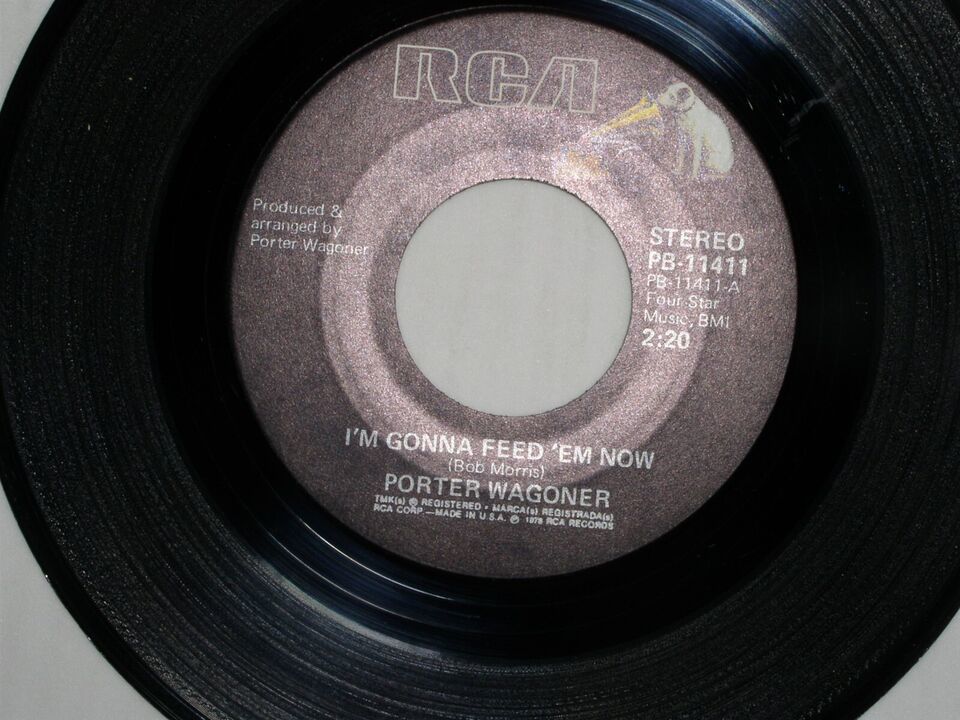 RCA
Produced &
arranged by
Porter Wagoner
STEREO
PB-11411
PB-11411-A
Four Star
Music, BMI
2:20
I'M GONNA FEED 'EM NOW
(Bob Morris)
PORTER WAGONER
TMK(s) ® REGISTERED • MARCA(s) REGISTRADA(s)
RCA CORP.—MADE IN U.S.A. ℗ 1978 RCA RECORDS